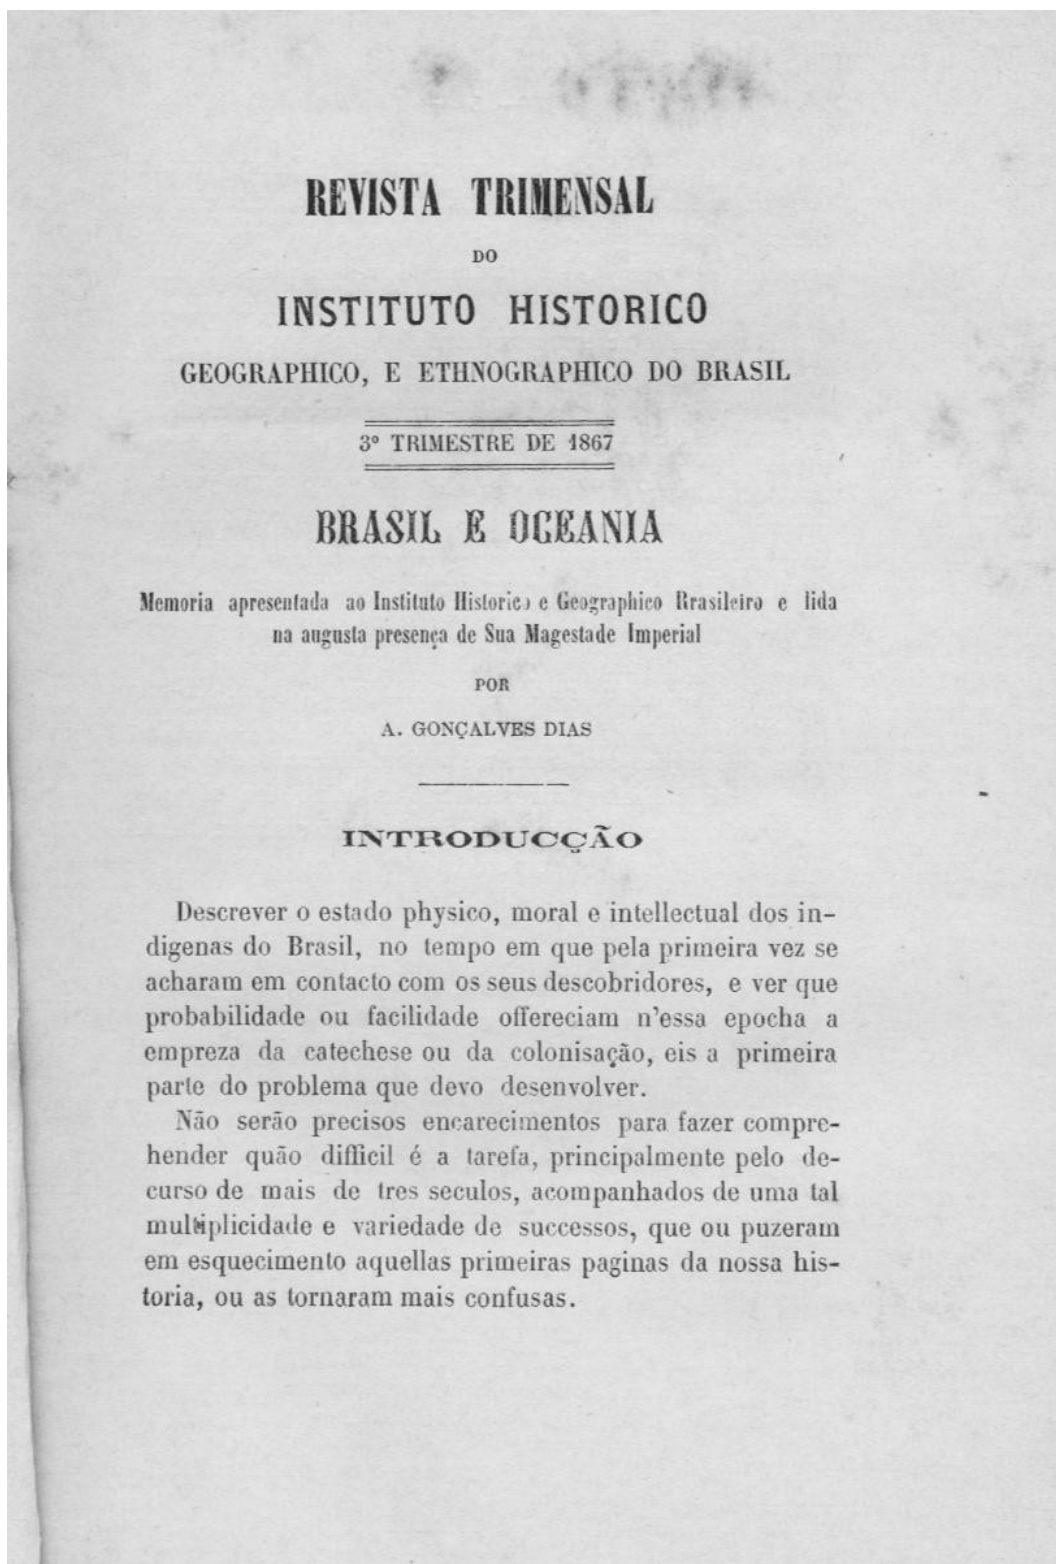 REVISTA TRIMENSAL
DO
INSTITUTO HISTORICO
GEOGRAPHICO, E ETHNOGRAPHICO DO BRASIL
3º TRIMESTRE DE 1867
BRASIL E OCEANIA
Memoria apresentada ao Instituto Historico e Geographico Brasileiro e lida
na augusta presença de Sua Magestade Imperial
POR
A. GONÇALVES DIAS
INTRODUCÇÃO
Descrever o estado physico, moral e intellectual dos in-
digenas do Brasil, no tempo em que pela primeira vez se
acharam em contacto com os seus descobridores, e ver que
probabilidade ou facilidade offereciam n'essa epocha a
empreza da catechese ou da colonisação, eis a primeira
parte do problema que devo desenvolver.
Não serão precisos encarecimentos para fazer compre-
hender quão difficil é a tarefa, principalmente pelo de-
curso de mais de tres seculos, acompanhados de uma tal
multiplicidade e variedade de successos, que ou puzeram
em esquecimento aquellas primeiras paginas da nossa his-
toria, ou as tornaram mais confusas.